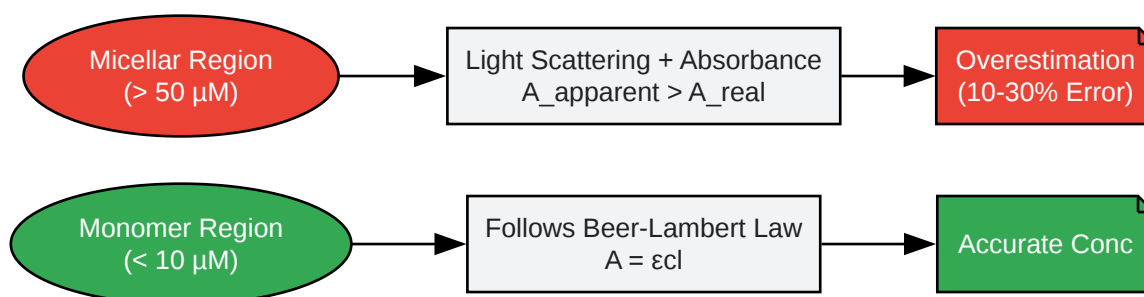 Micellar Region
(> 50 µM)
Light Scattering + Absorbance
A_apparent > A_real
Overestimation
(10-30% Error)
Monomer Region
(< 10 µM)
Follows Beer-Lambert Law
A = εcl
Accurate Conc